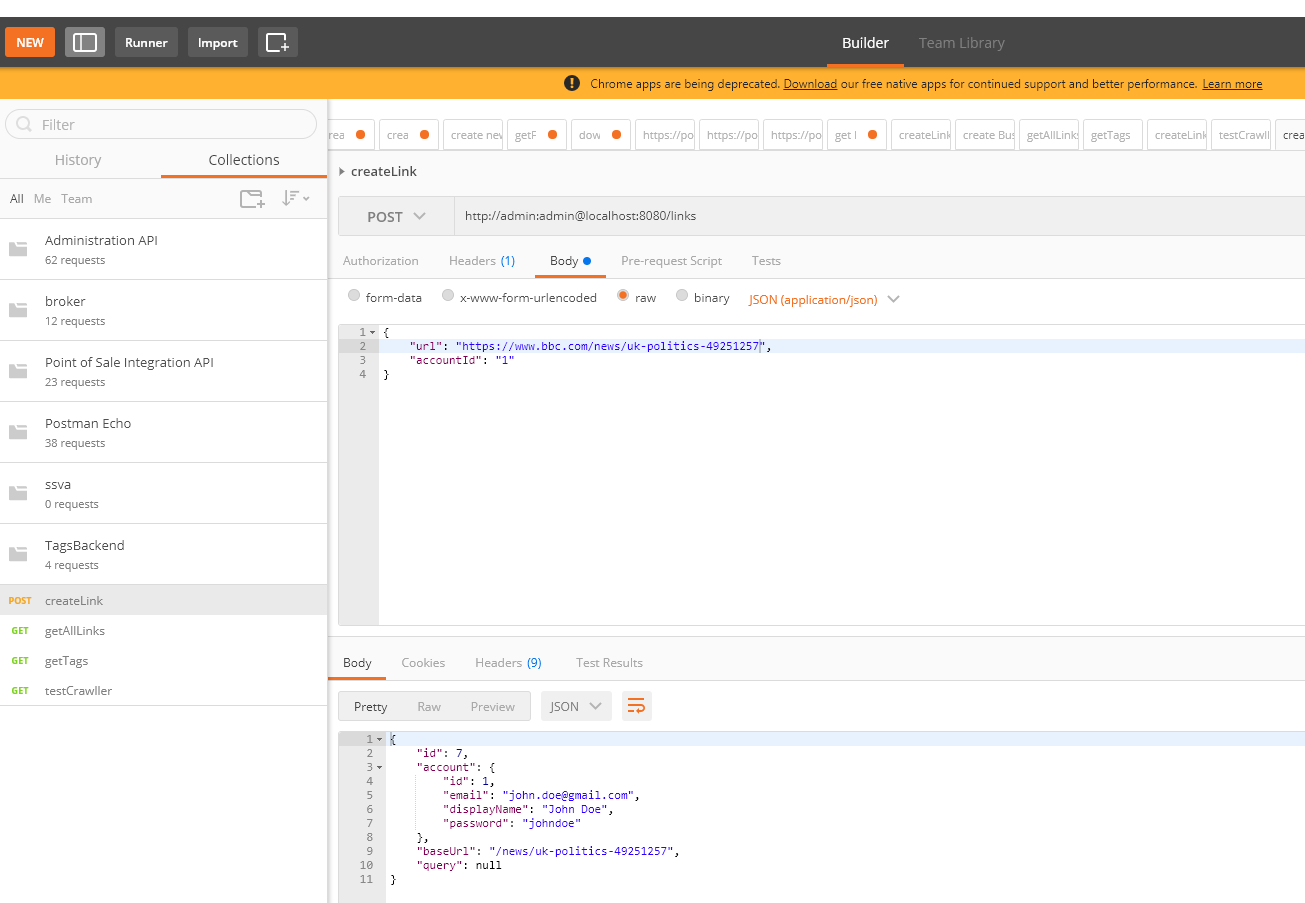 NEW Runner Import Builder Team Library
! Chrome apps are being deprecated. Download our free native apps for continued support and better performance. Learn more
Filter
History Collections
All Me Team
Administration API
62 requests
broker
12 requests
Point of Sale Integration API
23 requests
Postman Echo
38 requests
ssva
0 requests
TagsBackend
4 requests
POST createLink
GET getAllLinks
GET getTags
GET testCrawller
rea crea create nev getF dow https://po https://po https://po get l createLink create Bus getAllLinks getTags createLink testCrawll crea
createLink
POST http://admin:admin@localhost:8080/links
Authorization Headers (1) Body Pre-request Script Tests
form-data x-www-form-urlencoded raw binary JSON (application/json)
1 {
2 "url": "https://www.bbc.com/news/uk-politics-49251257",
3 "accountId": "1"
4 }
Body Cookies Headers (9) Test Results
Pretty Raw Preview JSON
1 {
2 "id": 7,
3 "account": {
4 "id": 1,
5 "email": "john.doe@gmail.com",
6 "displayName": "John Doe",
7 "password": "johndoe"
8 },
9 "baseUrl": "/news/uk-politics-49251257",
10 "query": null
11 }